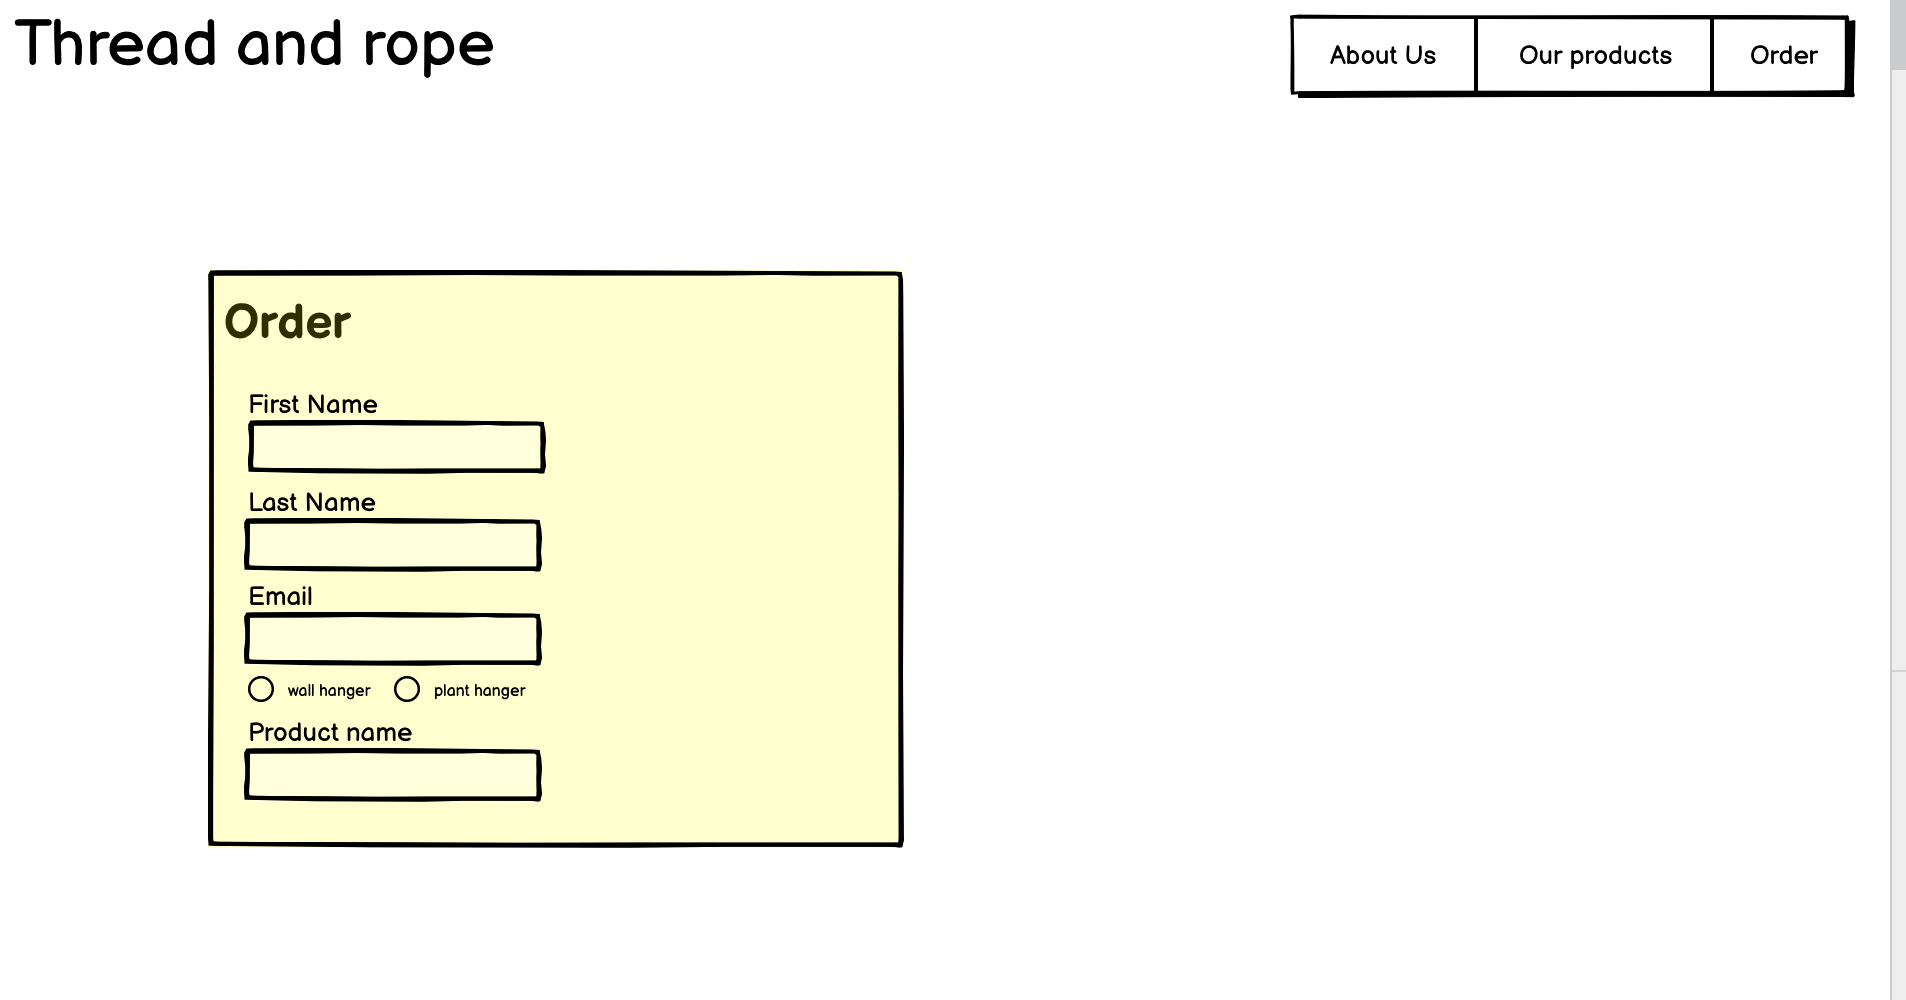 Thread and rope
About Us Our products Order
Order
First Name
Last Name
Email
wall hanger plant hanger
Product name